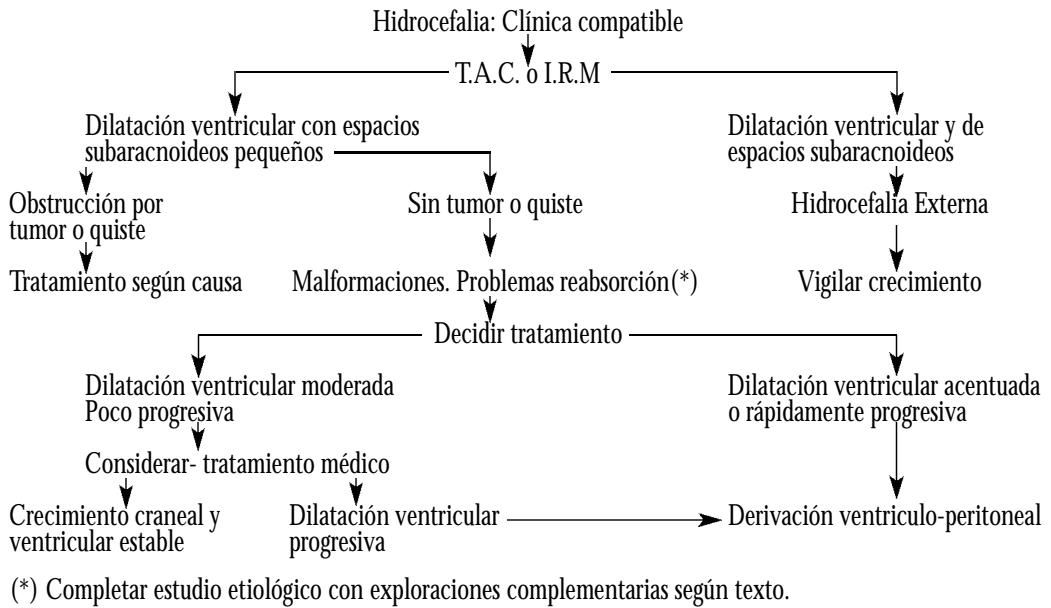 Hidrocefalia: Clínica compatible
T.A.C. o I.R.M
Dilatación ventricular con espacios
subaracnoideos pequeños
Dilatación ventricular y de
espacios subaracnoideos
Obstrucción por
tumor o quiste
Sin tumor o quiste
Hidrocefalia Externa
Tratamiento según causa
Malformaciones. Problemas reabsorción(*)
Vigilar crecimiento
Decidir tratamiento
Dilatación ventricular moderada
Poco progresiva
Dilatación ventricular acentuada
o rápidamente progresiva
Considerar- tratamiento médico
Crecimiento craneal y
ventricular estable
Dilatación ventricular
progresiva
Derivación ventriculo-peritoneal
(*) Completar estudio etiológico con exploraciones complementarias según texto.